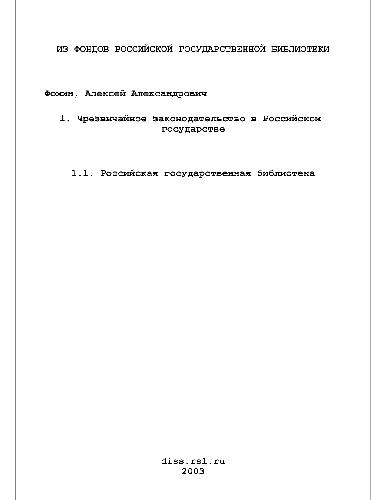 ИЗ ФОНДОВ РОССИЙСКОЙ ГОСУДАРСТВЕННОЙ БИБЛИОТЕКИ
Фомин, Алексей Александрович
1. Чрезвычайное законодательство в Российском
государстве
1.1. Российская государственная библиотека
diss.rsl.ru
2003